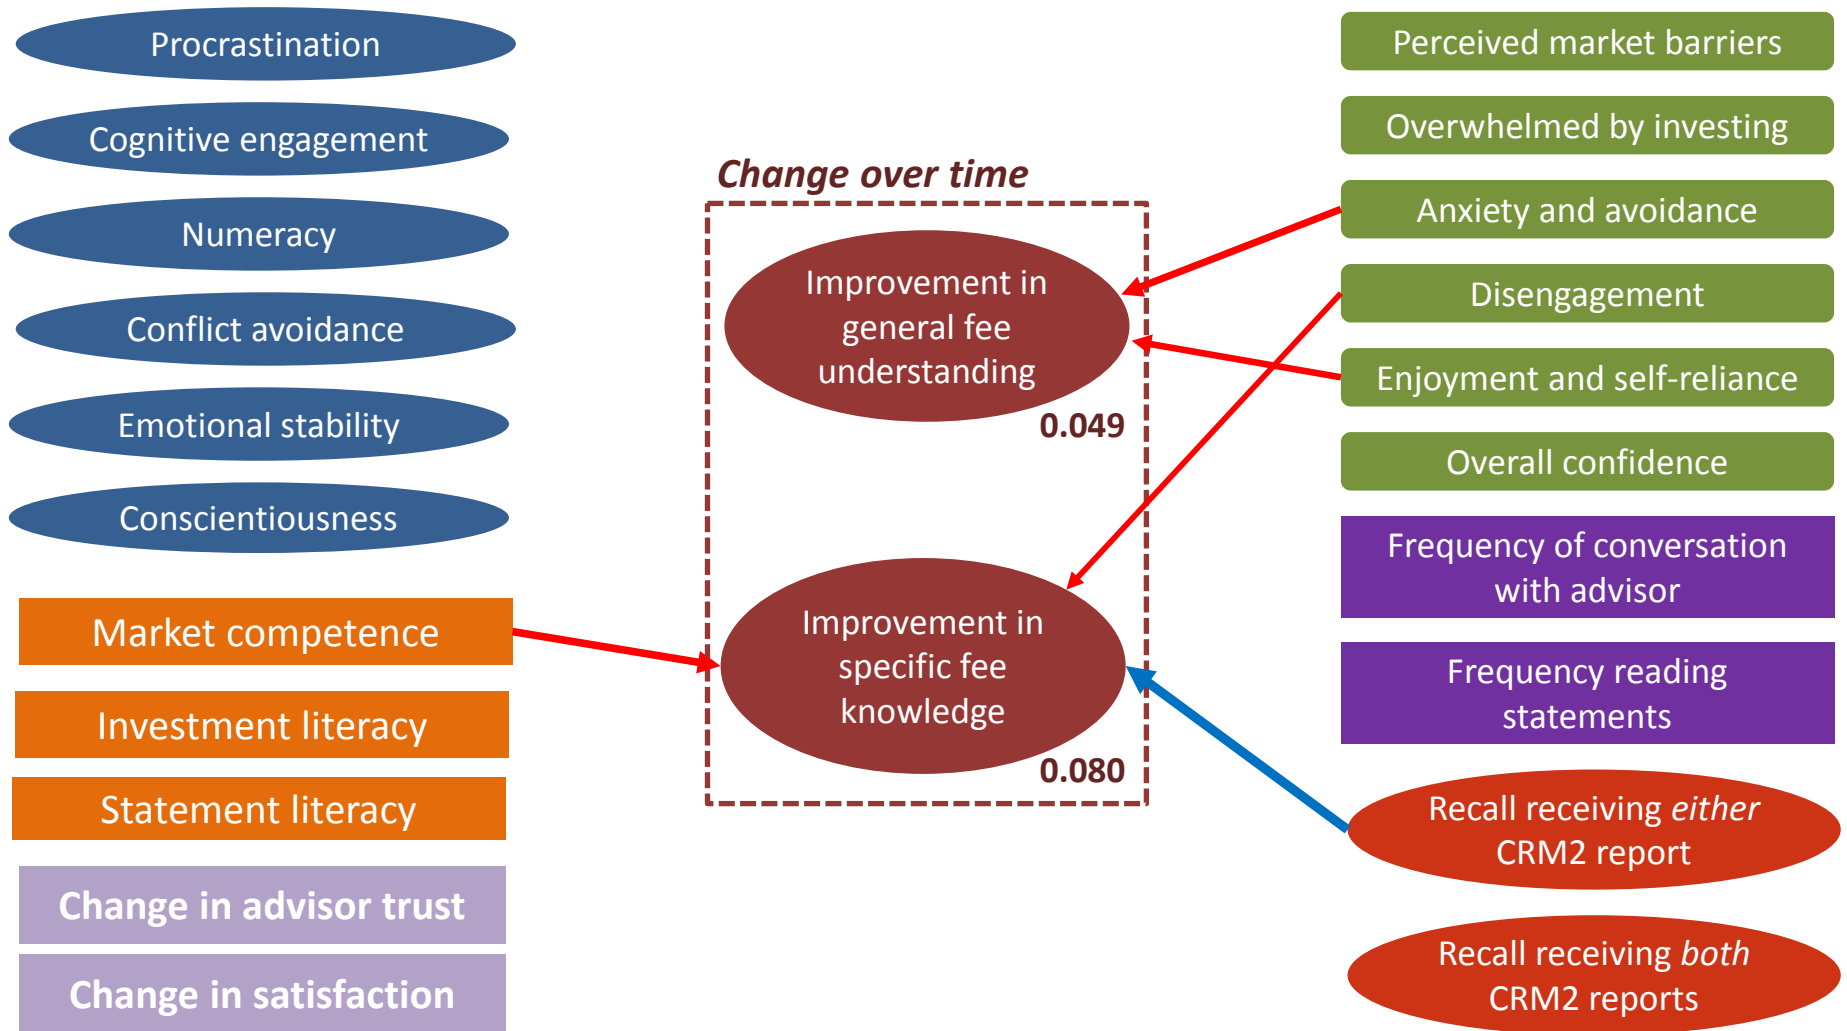 Procrastination
Cognitive engagement
Numeracy
Conflict avoidance
Emotional stability
Conscientiousness
Market competence
Investment literacy
Statement literacy
Change in advisor trust
Change in satisfaction
Change over time
Improvement in
general fee
understanding
0.049
Improvement in
specific fee
knowledge
0.080
Perceived market barriers
Overwhelmed by investing
Anxiety and avoidance
Disengagement
Enjoyment and self-reliance
Overall confidence
Frequency of conversation
with advisor
Frequency reading
statements
Recall receiving either
CRM2 report
Recall receiving both
CRM2 reports